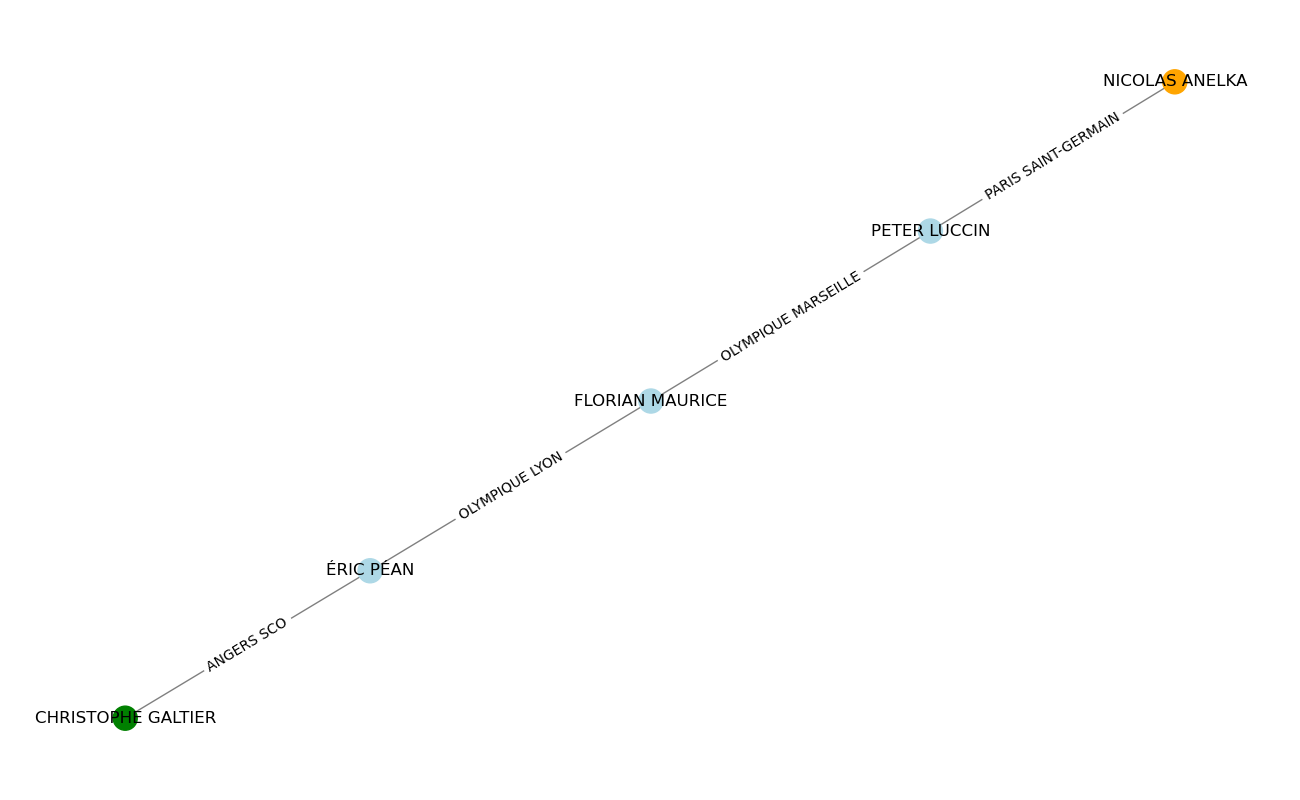 NICOLAS ANELKA
PARIS SAINT-GERMAIN
PETER LUCCIN
OLYMPIQUE MARSEILLE
FLORIAN MAURICE
OLYMPIQUE LYON
ÉRIC PÉAN
ANGERS SCO
CHRISTOPHE GALTIER